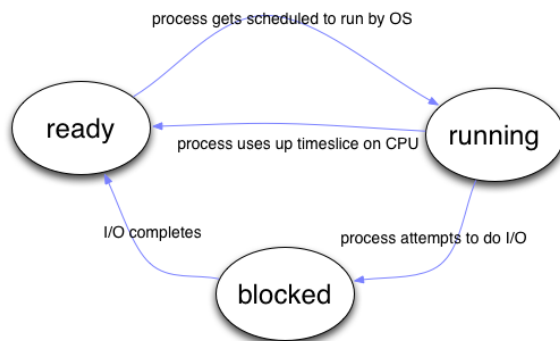 process gets scheduled to run by OS
ready
running
process uses up timeslice on CPU
I/O completes
process attempts to do I/O
blocked